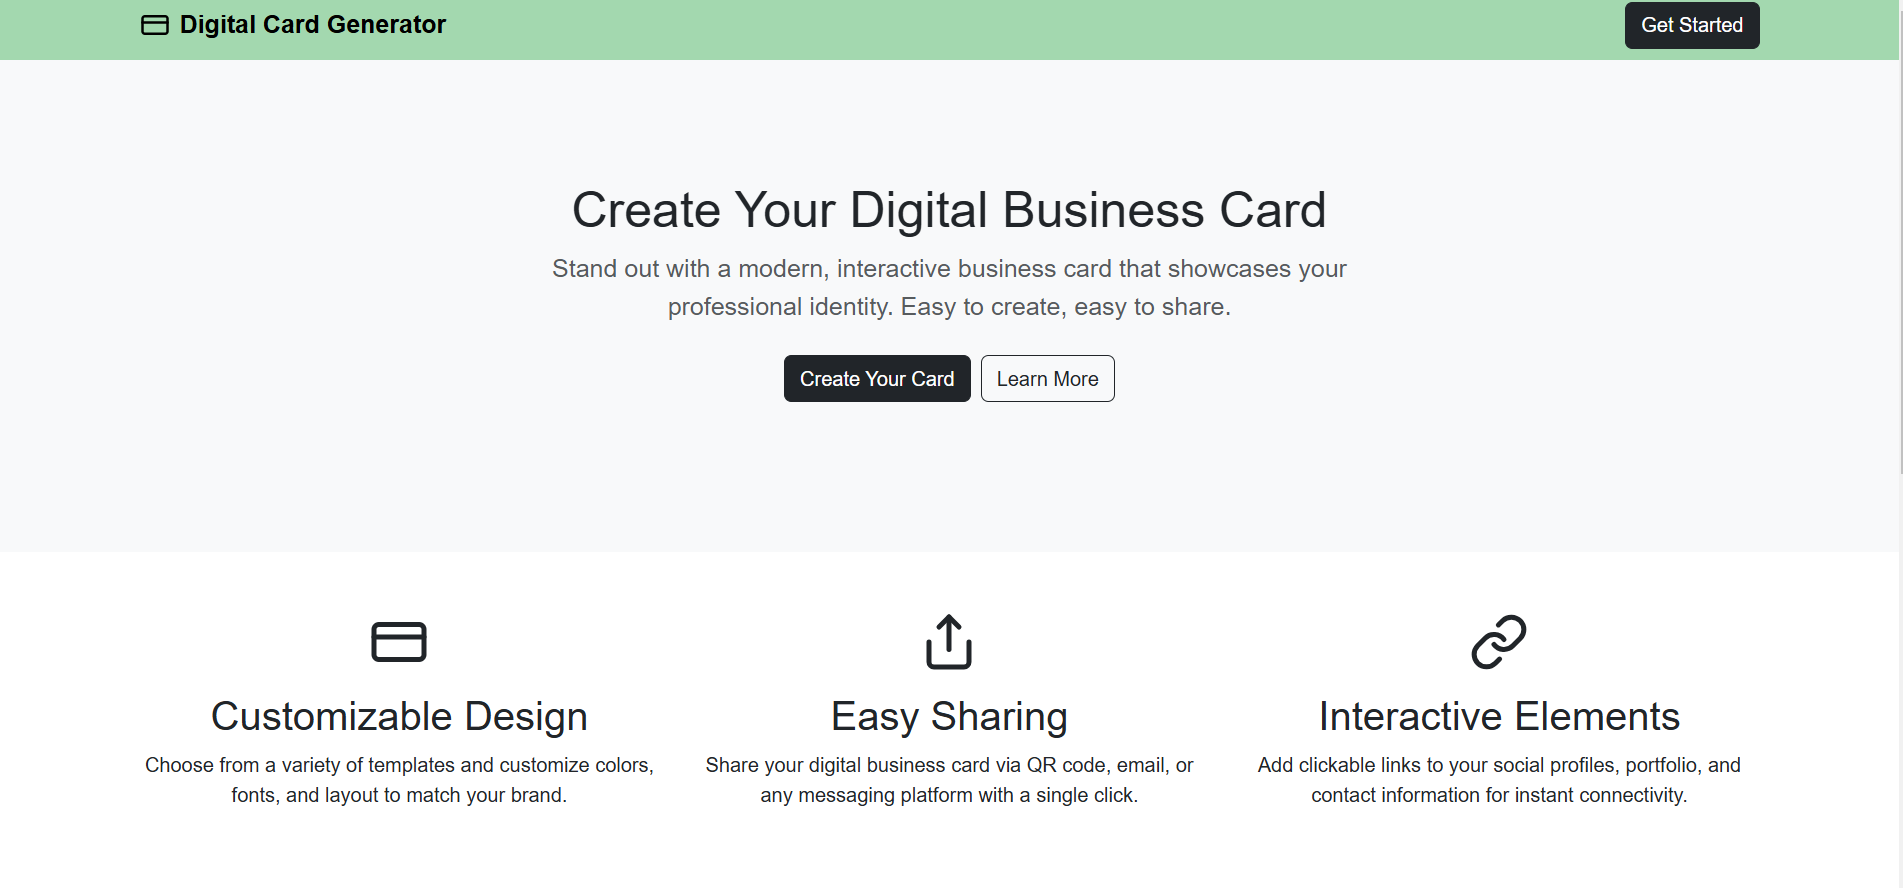 Digital Card Generator
Get Started
Create Your Digital Business Card
Stand out with a modern, interactive business card that showcases your
professional identity. Easy to create, easy to share.
Create Your Card
Learn More
Customizable Design
Choose from a variety of templates and customize colors,
fonts, and layout to match your brand.
Easy Sharing
Share your digital business card via QR code, email, or
any messaging platform with a single click.
Interactive Elements
Add clickable links to your social profiles, portfolio, and
contact information for instant connectivity.